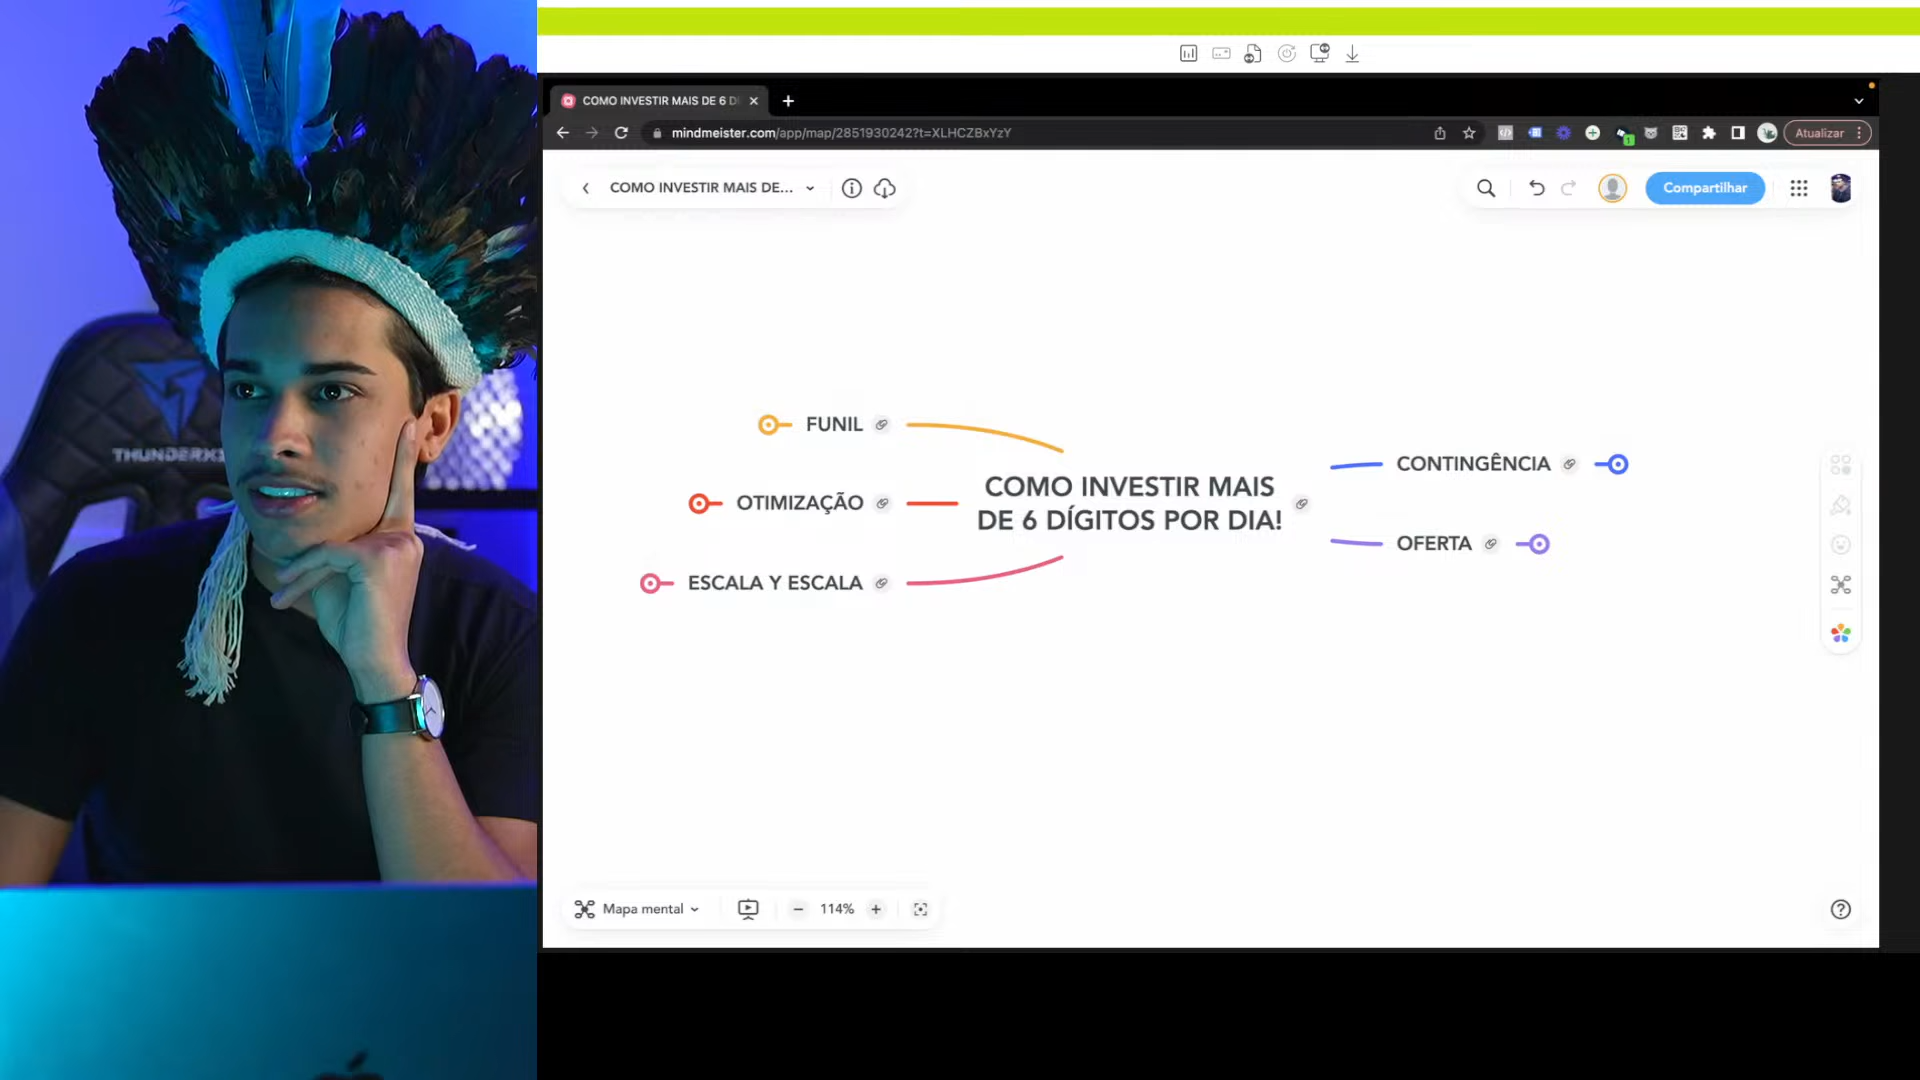 COMO INVESTIR MAIS DE 6 D
mindmeister.com/app/map/2851930242?t=XLHCZBxYzY
Atualizar
COMO INVESTIR MAIS DE...
Compartilhar
FUNIL
OTIMIZAÇÃO
ESCALA Y ESCALA
COMO INVESTIR MAIS
DE 6 DÍGITOS POR DIA!
CONTINGÊNCIA
OFERTA
THUNDERX
Mapa mental
114%
1